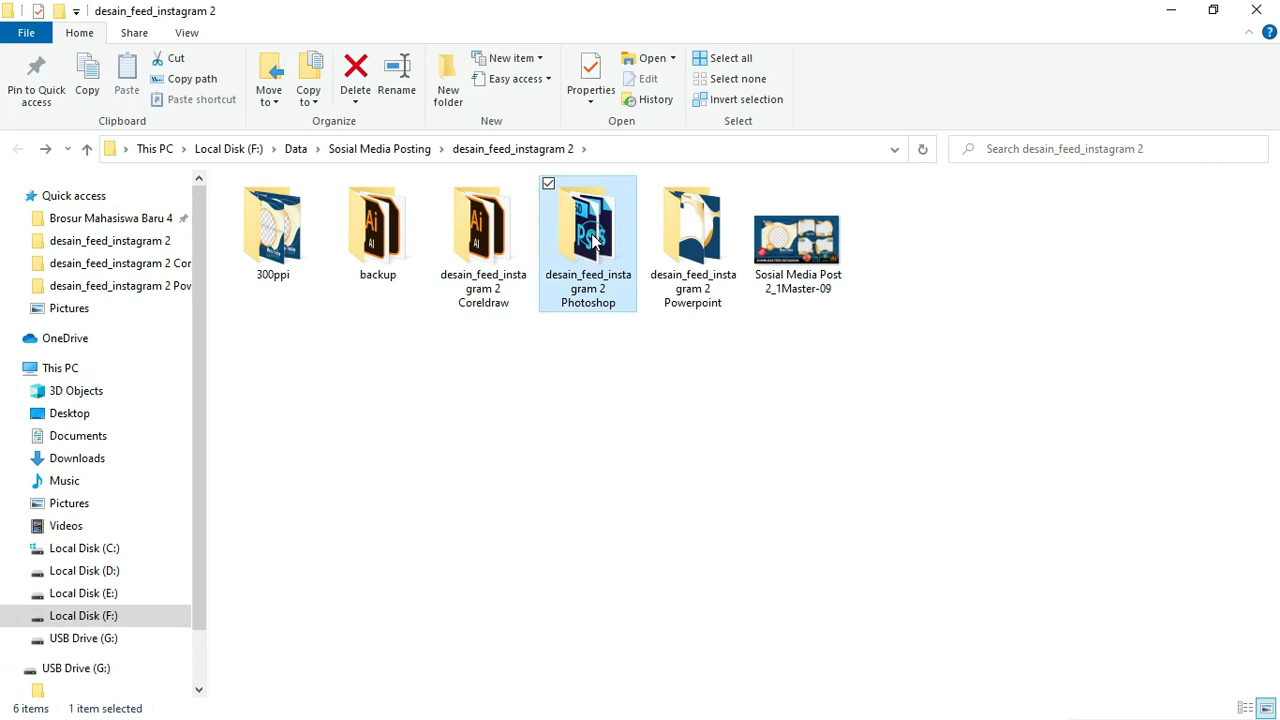 desain_feed_instagram 2
File
Home
Share
View
Pin to Quick
access
Copy
Paste
Cut
Copy path
Paste shortcut
Clipboard
Move
to
Copy
to
Delete
Rename
Organize
New
folder
New item
Easy access
New
Properties
Open
Edit
History
Open
Select all
Select none
Invert selection
Select
This PC
Local Disk (F:)
Data
Sosial Media Posting
desain_feed_instagram 2
Search desain_feed_instagram 2
Quick access
Brosur Mahasiswa Baru 4
desain_feed_instagram 2
desain_feed_instagram 2 Cor
desain_feed_instagram 2 Pov
Pictures
OneDrive
This PC
3D Objects
Desktop
Documents
Downloads
Music
Pictures
Videos
Local Disk (C:)
Local Disk (D:)
Local Disk (E:)
Local Disk (F:)
USB Drive (G:)
USB Drive (G:)
300ppi
Ai
AI
backup
Ai
AI
desain_feed_insta
gram 2
Coreldraw
desain_feed_insta
gram 2
Photoshop
desain_feed_insta
gram 2
Powerpoint
Sosial Media Post
2_1Master-09
6 items
1 item selected